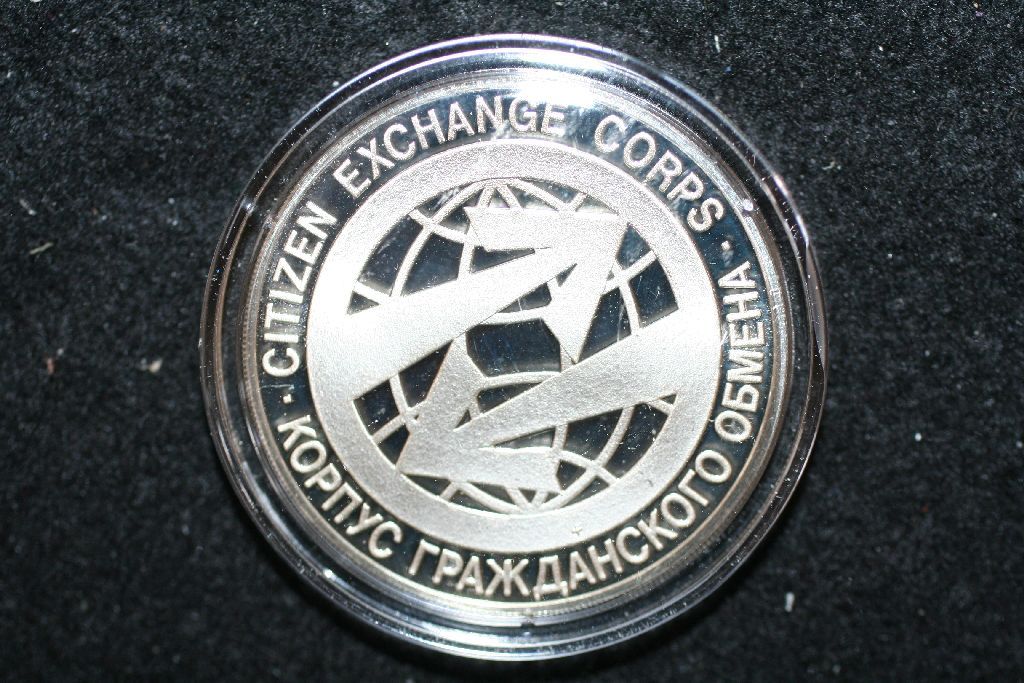 · CITIZEN EXCHANGE CORPS ·
КОРПУС ГРАЖДАНСКОГО ОБМЕНА